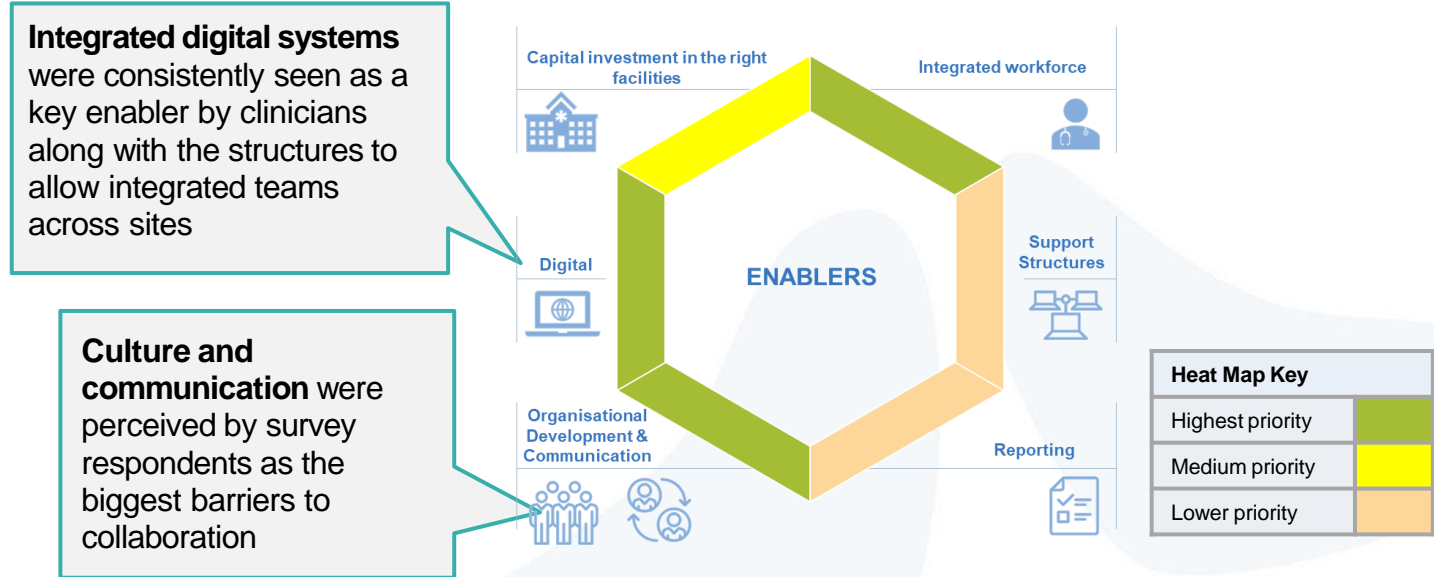 Integrated digital systems
were consistently seen as a
key enabler by clinicians
along with the structures to
allow integrated teams
across sites
Culture and
communication were
perceived by survey
respondents as the
biggest barriers to
collaboration
Capital investment in the right
facilities
Integrated workforce
Digital
ENABLERS
Support
Structures
Organisational
Development &
Communication
Reporting
Heat Map Key
Highest priority
Medium priority
Lower priority